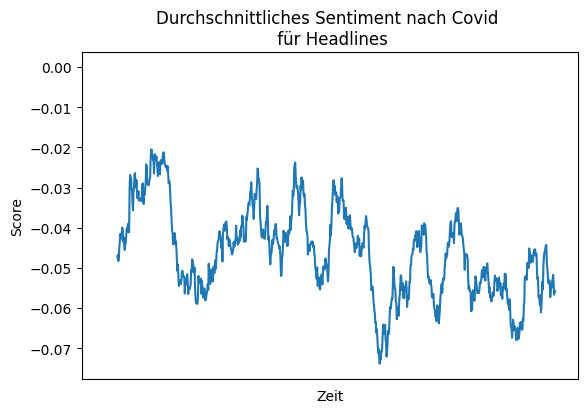 Durchschnittliches Sentiment nach Covid
für Headlines
0.00
−0.01
−0.02
−0.03
−0.04
−0.05
−0.06
−0.07
Score
Zeit